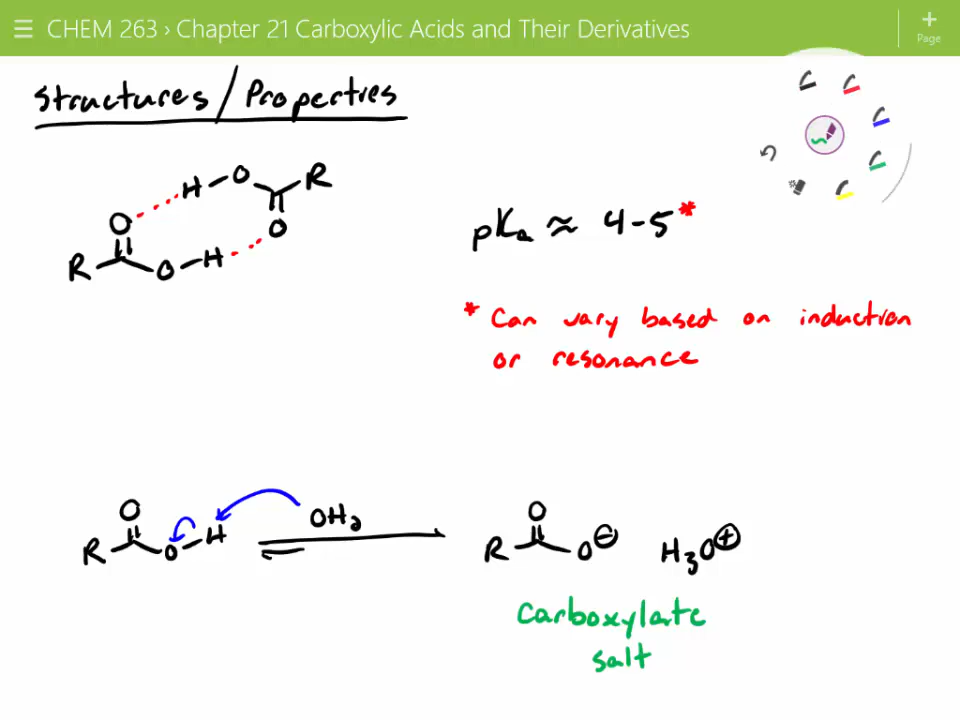 CHEM 263 › Chapter 21 Carboxylic Acids and Their Derivatives
Page
Structures/Properties
H O R
O
O
R O H
pKa ≈ 4-5*
* Can vary based on induction
or resonance
O
R O H
OH2
O
R O ⊖ H3O ⊕
Carboxylate
salt